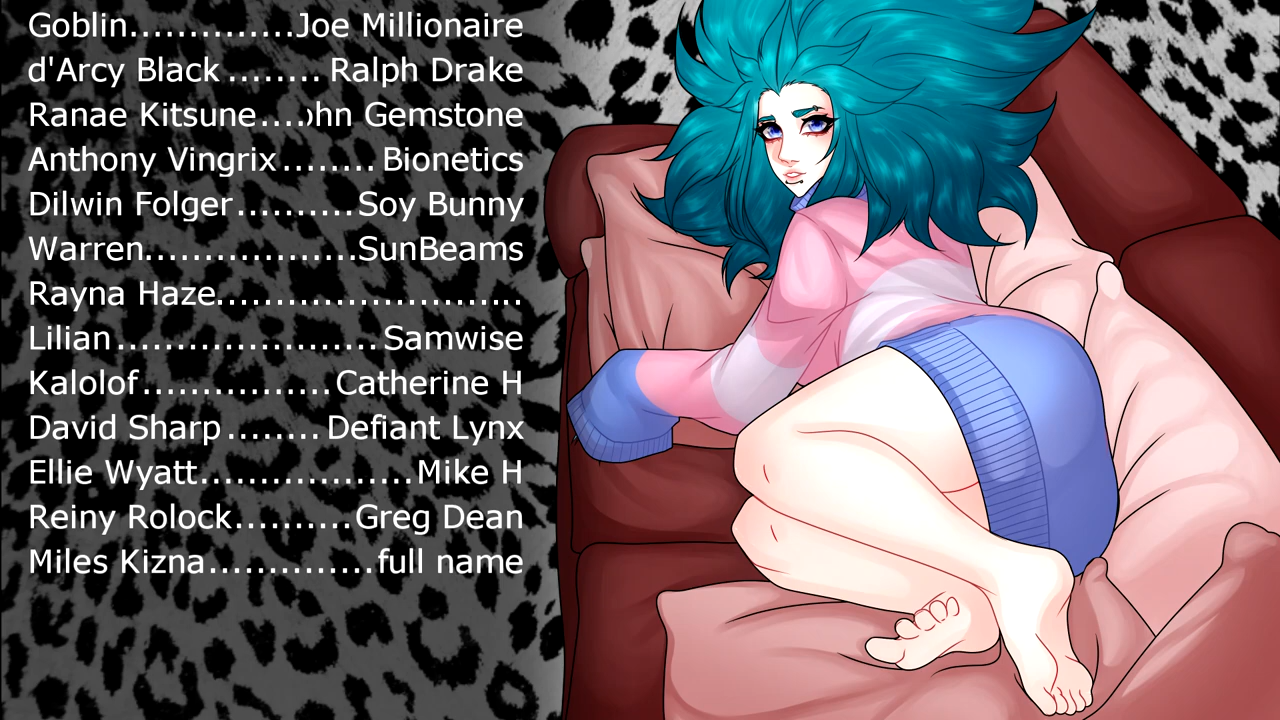 Goblin..............Joe Millionaire
d'Arcy Black ........ Ralph Drake
Ranae Kitsune....ohn Gemstone
Anthony Vingrix........ Bionetics
Dilwin Folger..........Soy Bunny
Warren..................SunBeams
Rayna Haze..........................
Lilian......................Samwise
Kalolof................Catherine H
David Sharp........ Defiant Lynx
Ellie Wyatt..................Mike H
Reiny Rolock..........Greg Dean
Miles Kizna..............full name